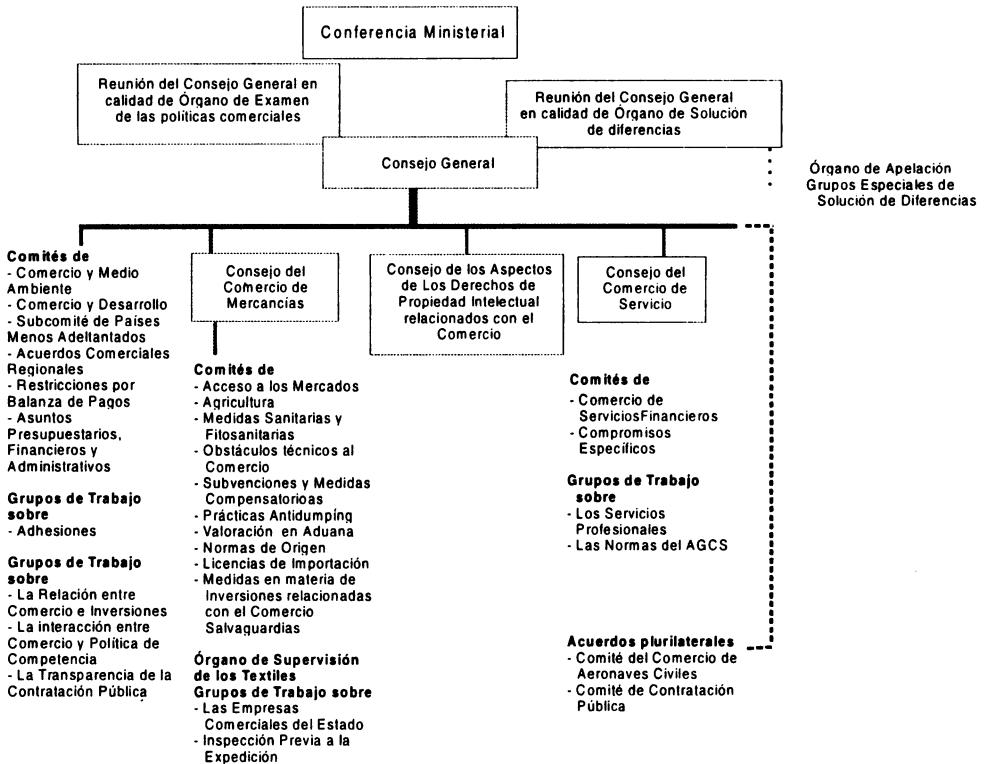 Conferencia Ministerial
Reunión del Consejo General en
calidad de Órgano de Examen
de las políticas comerciales
Reunión del Consejo General
en calidad de Órgano de Solución
de diferencias
Consejo General
Órgano de Apelación
Grupos Especiales de
Solución de Diferencias
Comités de
- Comercio y Medio
Ambiente
- Comercio y Desarrollo
- Subcomité de Países
Menos Adeltantados
- Acuerdos Comerciales
Regionales
- Restricciones por
Balanza de Pagos
- Asuntos
Presupuestarios,
Financieros y
Administrativos
Grupos de Trabajo
sobre
- Adhesiones
Grupos de Trabajo
sobre
- La Relación entre
Comercio e Inversiones
- La interacción entre
Comercio y Política de
Competencia
- La Transparencia de la
Contratación Pública
Consejo del
Comercio de
Mercancías
Comités de
- Acceso a los Mercados
- Agricultura
- Medidas Sanitarias y
Fitosanitarias
- Obstáculos técnicos al
Comercio
- Subvenciones y Medidas
Compensatorioas
- Prácticas Antidumpíng
- Valoración en Aduana
- Normas de Origen
- Licencias de Importación
- Medidas en materia de
Inversiones relacionadas
con el Comercio
Salvaguardias
Órgano de Supervisión
de los Textiles
Grupos de Trabajo sobre
- Las Empresas
Comerciales del Estado
- Inspección Previa a la
Expedición
Consejo de los Aspectos
de Los Derechos de
Propiedad Intelectual
relacionados con el
Comercio
Consejo del
Comercio de
Servicio
Comités de
- Comercio de
ServiciosFinancieros
- Compromisos
Específicos
Grupos de Trabajo
sobre
- Los Servicios
Profesionales
- Las Normas del AGCS
Acuerdos plurilaterales
- Comité del Comercio de
Aeronaves Civiles
- Comité de Contratación
Pública